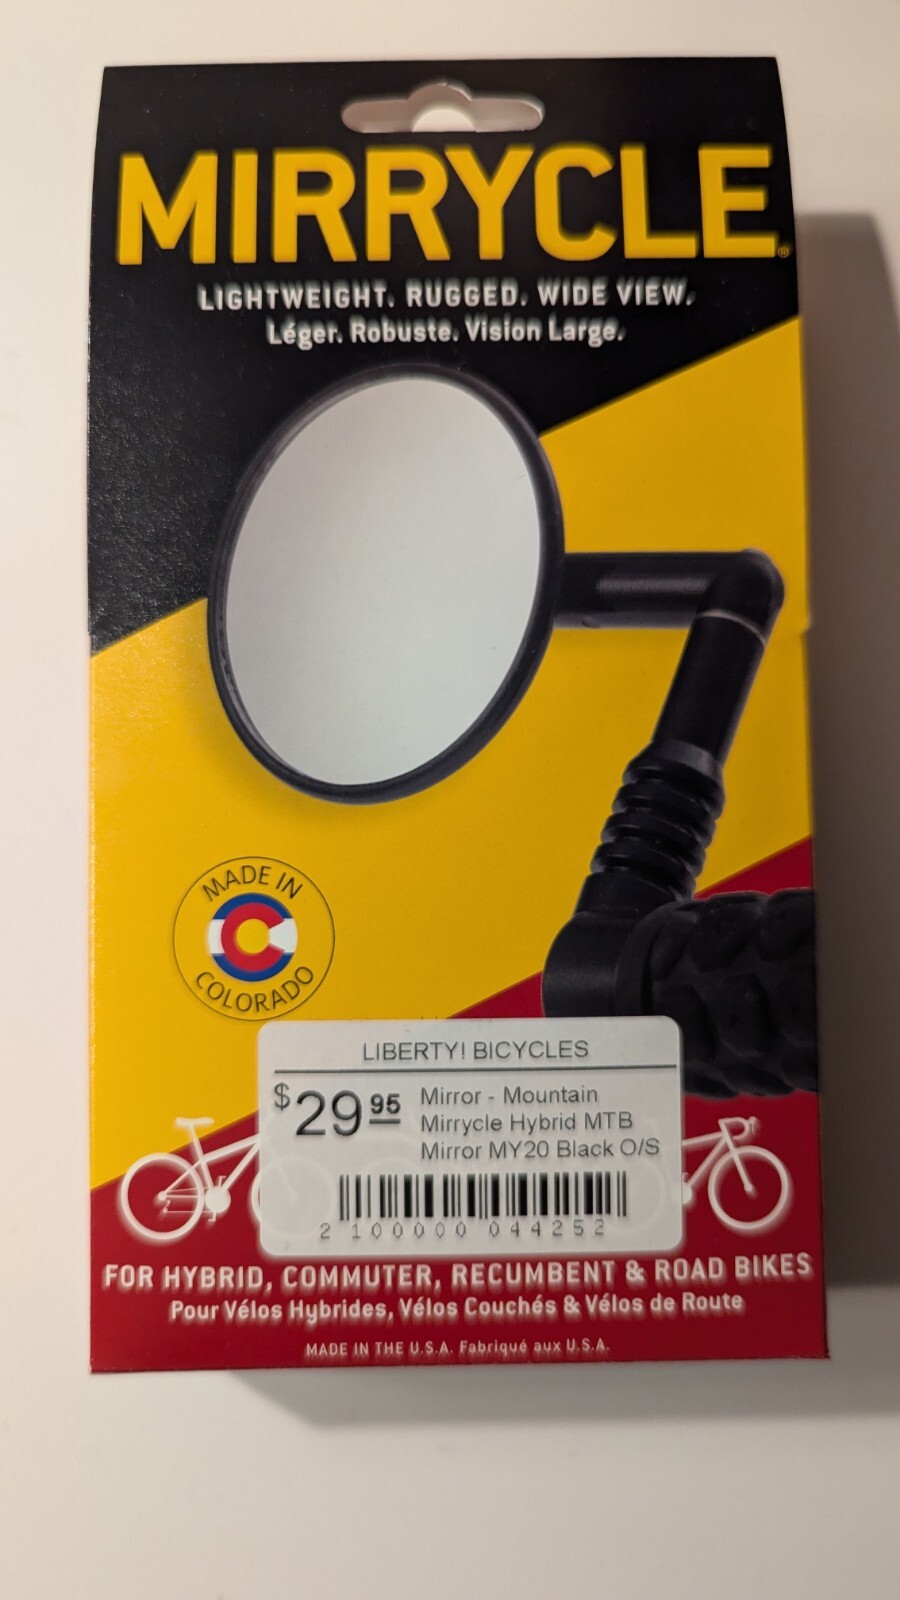 MIRRYCLE®
LIGHTWEIGHT. RUGGED. WIDE VIEW.
Léger. Robuste. Vision Large.
MADE IN
COLORADO
LIBERTY! BICYCLES
$29 95
Mirror - Mountain
Mirrycle Hybrid MTB
Mirror MY20 Black O/S
2 100000 044252
FOR HYBRID, COMMUTER, RECUMBENT & ROAD BIKES
Pour Vélos Hybrides, Vélos Couchés & Vélos de Route
MADE IN THE U.S.A. Fabriqué aux U.S.A.